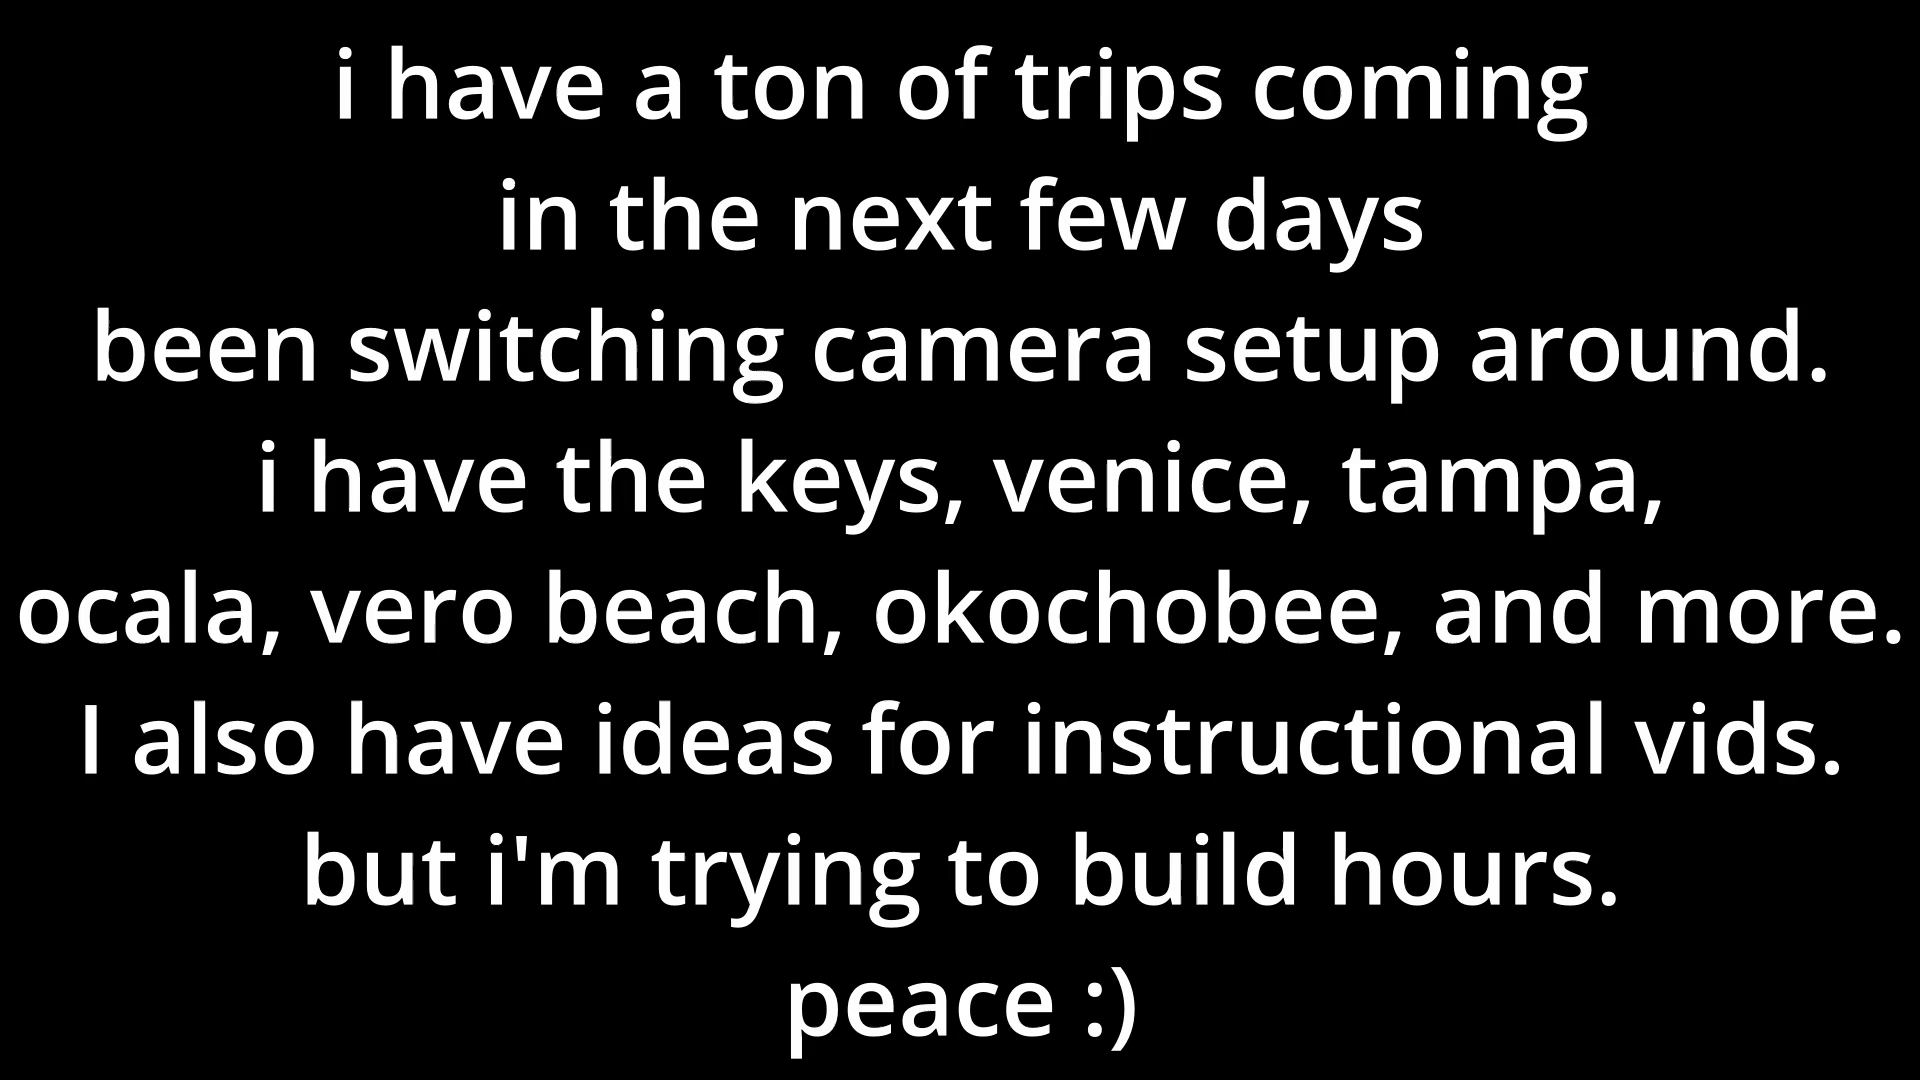 i have a ton of trips coming
in the next few days
been switching camera setup around.
i have the keys, venice, tampa,
ocala, vero beach, okochobee, and more.
I also have ideas for instructional vids.
but i'm trying to build hours.
peace :)